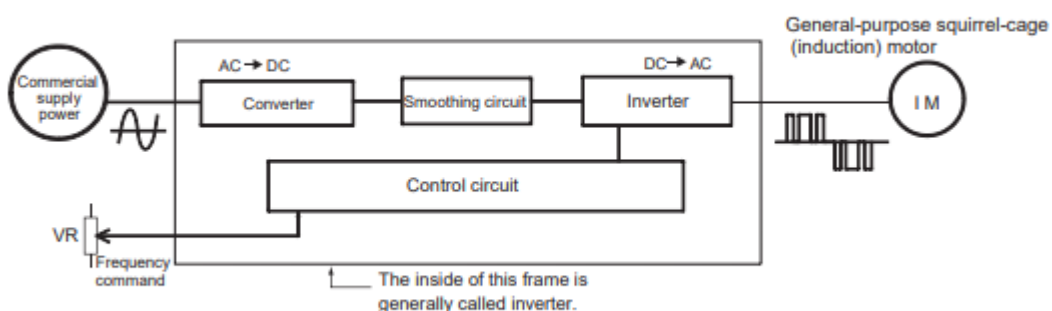 General-purpose squirrel-cage
(induction) motor
AC → DC
DC → AC
Commercial
supply
power
Converter
Smoothing circuit
Inverter
I M
Control circuit
VR
Frequency
command
The inside of this frame is
generally called inverter.